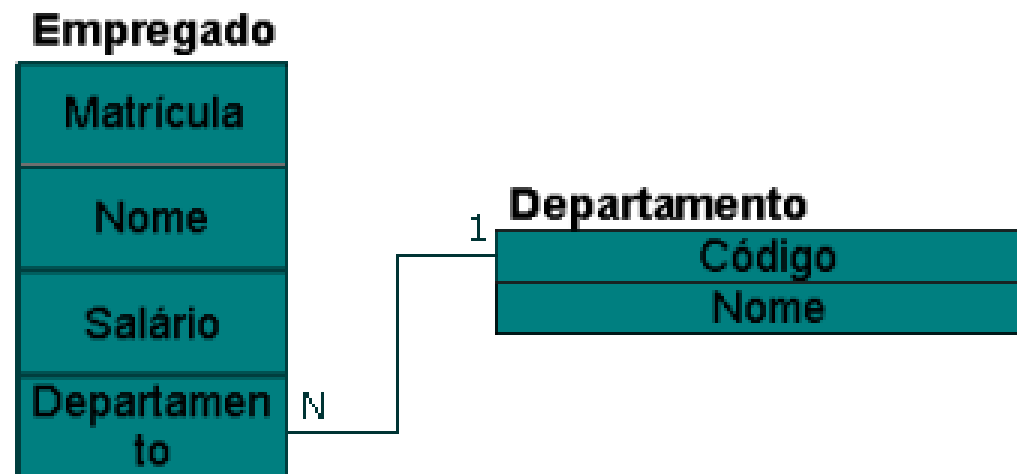 Empregado
Matrícula
Nome
Salário
Departamen
to
N
1
Departamento
Código
Nome